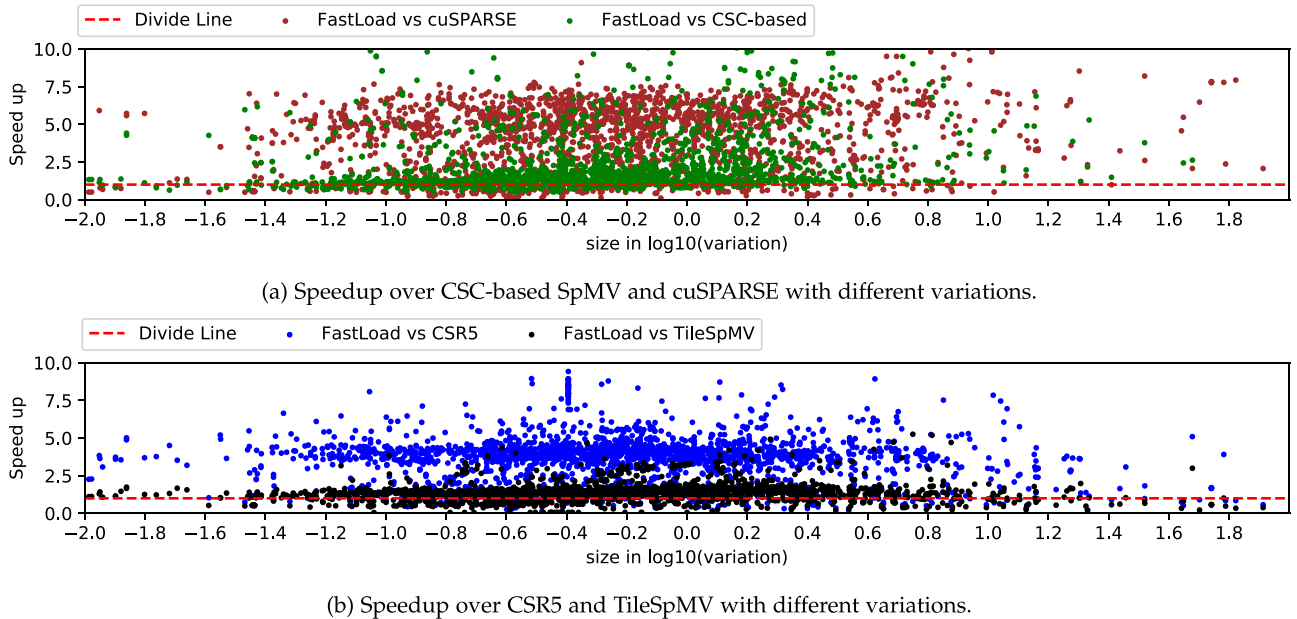 Divide Line FastLoad vs cuSPARSE FastLoad vs CSC-based
10.0
7.5
5.0
2.5
0.0
Speed up
−2.0 −1.8 −1.6 −1.4 −1.2 −1.0 −0.8 −0.6 −0.4 −0.2 0.0 0.2 0.4 0.6 0.8 1.0 1.2 1.4 1.6 1.8
size in log10(variation)
(a) Speedup over CSC-based SpMV and cuSPARSE with different variations.
Divide Line FastLoad vs CSR5 FastLoad vs TileSpMV
10.0
7.5
5.0
2.5
0.0
Speed up
−2.0 −1.8 −1.6 −1.4 −1.2 −1.0 −0.8 −0.6 −0.4 −0.2 0.0 0.2 0.4 0.6 0.8 1.0 1.2 1.4 1.6 1.8
size in log10(variation)
(b) Speedup over CSR5 and TileSpMV with different variations.